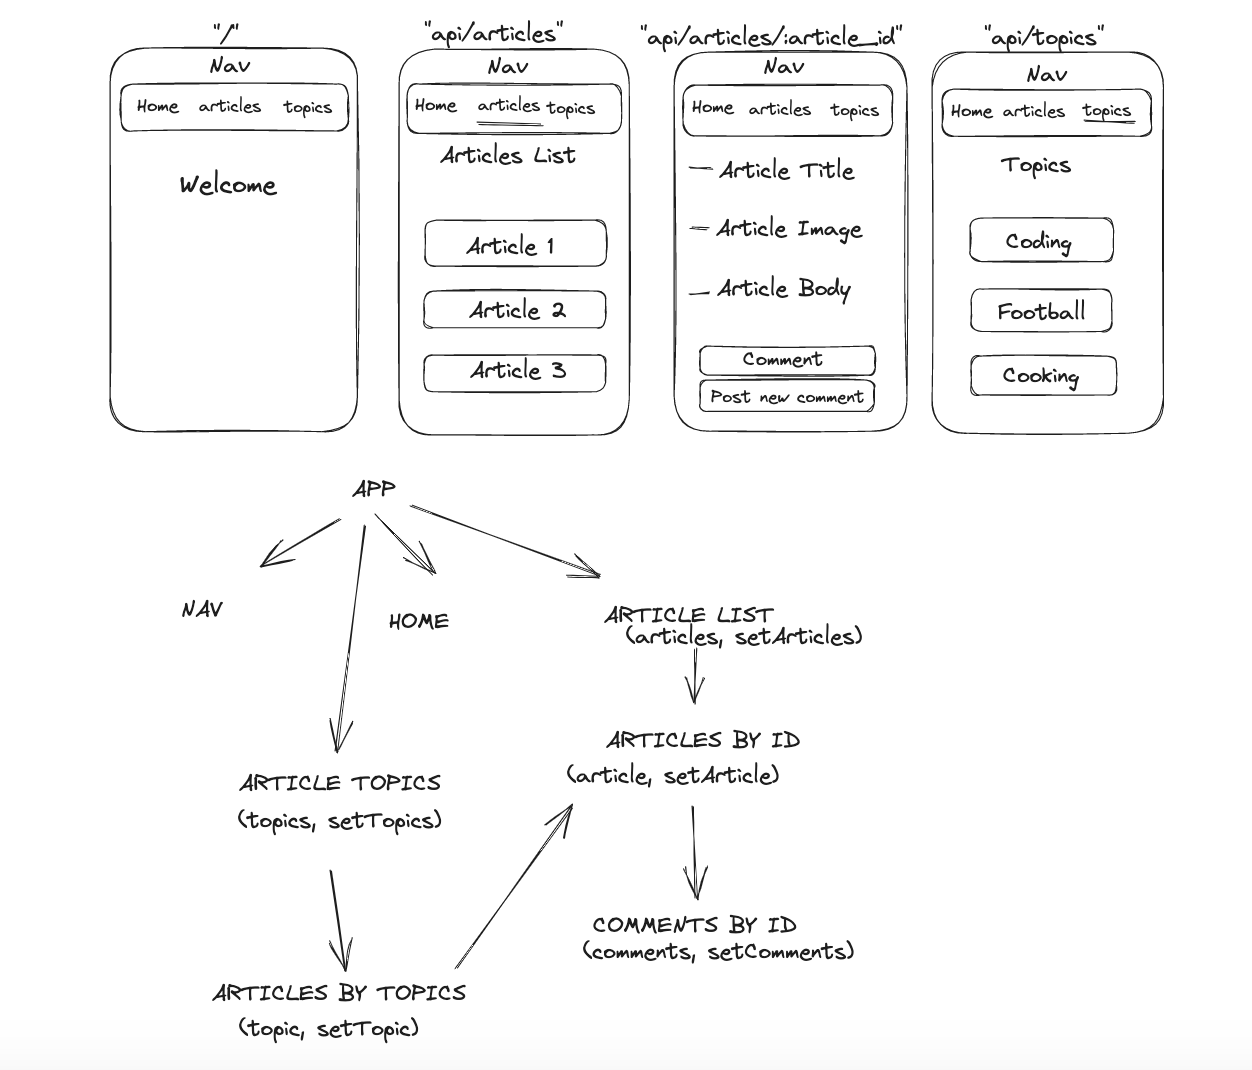 "/"
Nav
Home articles topics
Welcome
"api/articles"
Nav
Home articles topics
Articles List
Article 1
Article 2
Article 3
"api/articles/:article_id"
Nav
Home articles topics
Article Title
Article Image
Article Body
Comment
Post new comment
"api/topics"
Nav
Home articles topics
Topics
Coding
Football
Cooking
APP
NAV
HOME
ARTICLE LIST
(articles, setArticles)
ARTICLES BY ID
(article, setArticle)
ARTICLE TOPICS
(topics, setTopics)
COMMENTS BY ID
(comments, setComments)
ARTICLES BY TOPICS
(topic, setTopic)